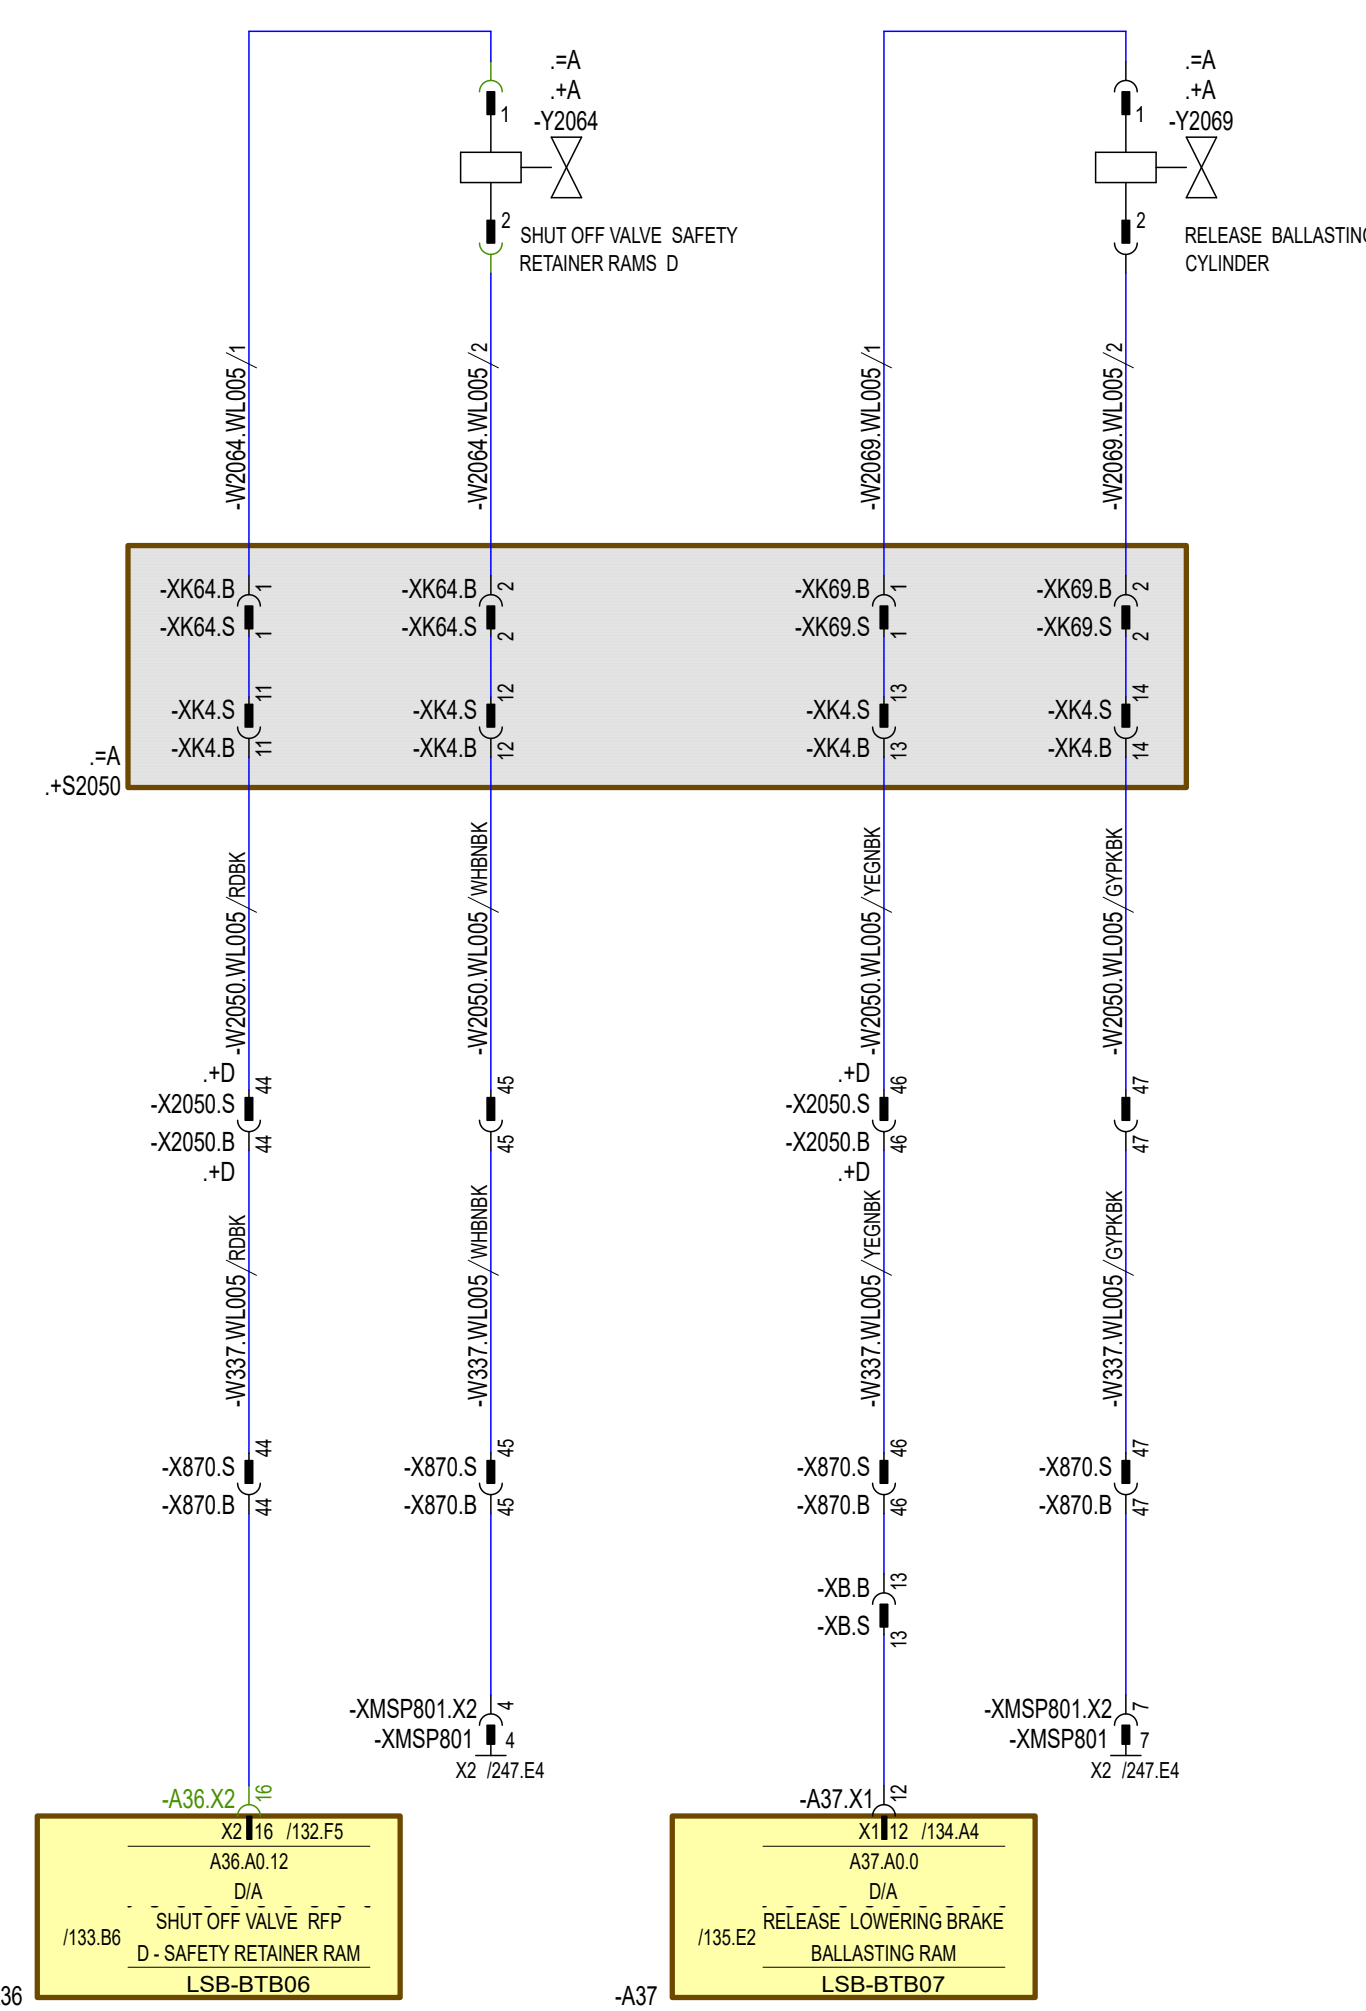 .=A
.+A
-Y2064
1
2
SHUT OFF VALVE SAFETY
RETAINER RAMS D
.=A
.+A
-Y2069
1
2
RELEASE BALLASTING
CYLINDER
-W2064.WL005 /1
-W2064.WL005 /2
-W2069.WL005 /1
-W2069.WL005 /2
-XK64.B 1
-XK64.S 1
-XK64.B 2
-XK64.S 2
-XK69.B 1
-XK69.S 1
-XK69.B 2
-XK69.S 2
-XK4.S 11
-XK4.B 11
-XK4.S 12
-XK4.B 12
-XK4.S 13
-XK4.B 13
-XK4.S 14
-XK4.B 14
.=A
.+S2050
-W2050.WL005 /RDBK
-W2050.WL005 /WHBNBK
-W2050.WL005 /YEGNBK
-W2050.WL005 /GYPKBK
.+D
-X2050.S 44
-X2050.B 44
.+D
45
45
.+D
-X2050.S 46
-X2050.B 46
.+D
47
47
-W337.WL005 /RDBK
-W337.WL005 /WHBNBK
-W337.WL005 /YEGNBK
-W337.WL005 /GYPKBK
-X870.S 44
-X870.B 44
-X870.S 45
-X870.B 45
-X870.S 46
-X870.B 46
-X870.S 47
-X870.B 47
-XB.B 13
-XB.S 13
-XMSP801.X2 4
-XMSP801 4
X2 /247.E4
-XMSP801.X2 7
-XMSP801 7
X2 /247.E4
-A36.X2 16
X2 16 /132.F5
A36.A0.12
D/A
SHUT OFF VALVE RFP
/133.B6
D - SAFETY RETAINER RAM
LSB-BTB06
36
-A37.X1 12
X1 12 /134.A4
A37.A0.0
D/A
RELEASE LOWERING BRAKE
/135.E2
BALLASTING RAM
LSB-BTB07
-A37